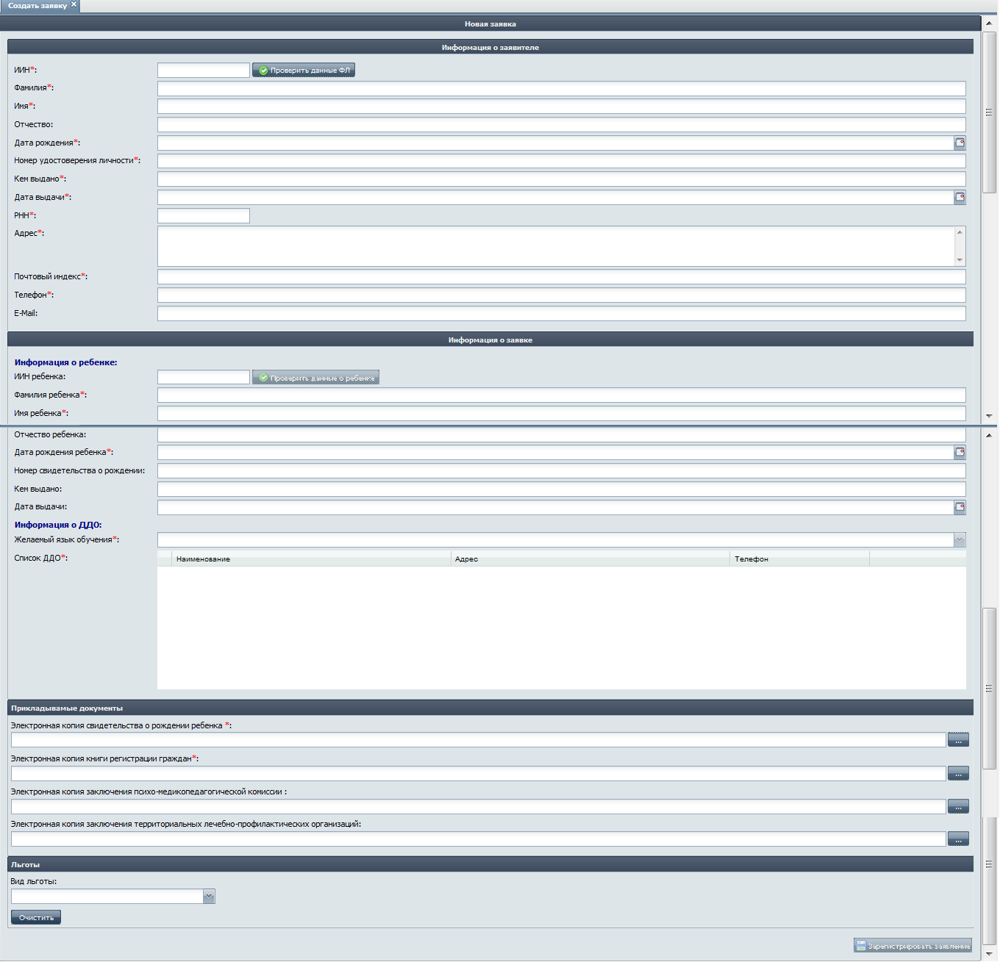 Создать заявку
Новая заявка
Информация о заявителе
ИИН*:
Проверить данные ФЛ
Фамилия*:
Имя*:
Отчество:
Дата рождения*:
Номер удостоверения личности*:
Кем выдано*:
Дата выдачи*:
РНН*:
Адрес*:
Почтовый индекс*:
Телефон*:
E-Mail:
Информация о заявке
Информация о ребенке:
ИИН ребенка:
Проверить данные о ребенке
Фамилия ребенка*:
Имя ребенка*:
Отчество ребенка:
Дата рождения ребенка*:
Номер свидетельства о рождении:
Кем выдано:
Дата выдачи:
Информация о ДДО:
Желаемый язык обучения*:
Список ДДО*:
Наименование Адрес Телефон
Прикладывамые документы
Электронная копия свидетельства о рождении ребенка *:
...
Электронная копия книги регистрации граждан*:
...
Электронная копия заключения психо-медикопедагогической комиссии :
...
Электронная копия заключения территориальных лечебно-профилактических организаций:
...
Льготы
Вид льготы:
Очистить
Зарегистрировать заявление